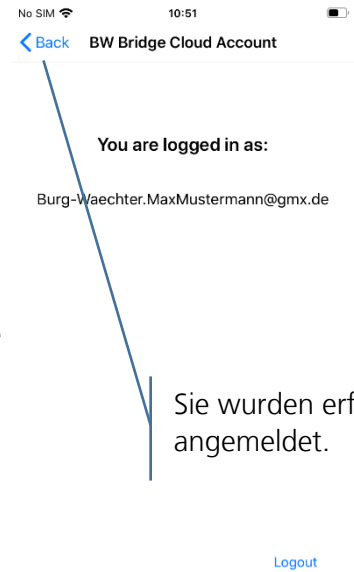 No SIM 10:51
Back BW Bridge Cloud Account
You are logged in as:
Burg-Waechter.MaxMustermann@gmx.de
Sie wurden
angemeldet.
Logout